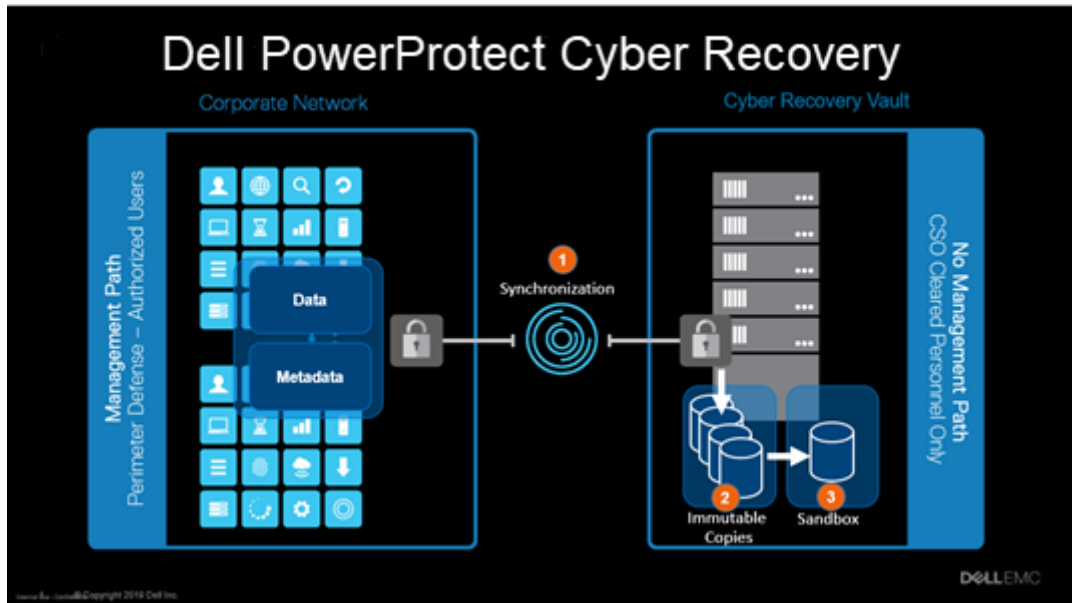 Dell PowerProtect Cyber Recovery
Corporate Network
Cyber Recovery Vault
Management Path
Perimeter Defense – Authorized Users
Data
Metadata
1
Synchronization
No Management Path
CSO Cleared Personnel Only
2
Immutable
Copies
3
Sandbox
DELLEMC
Copyright 2019 Dell Inc.